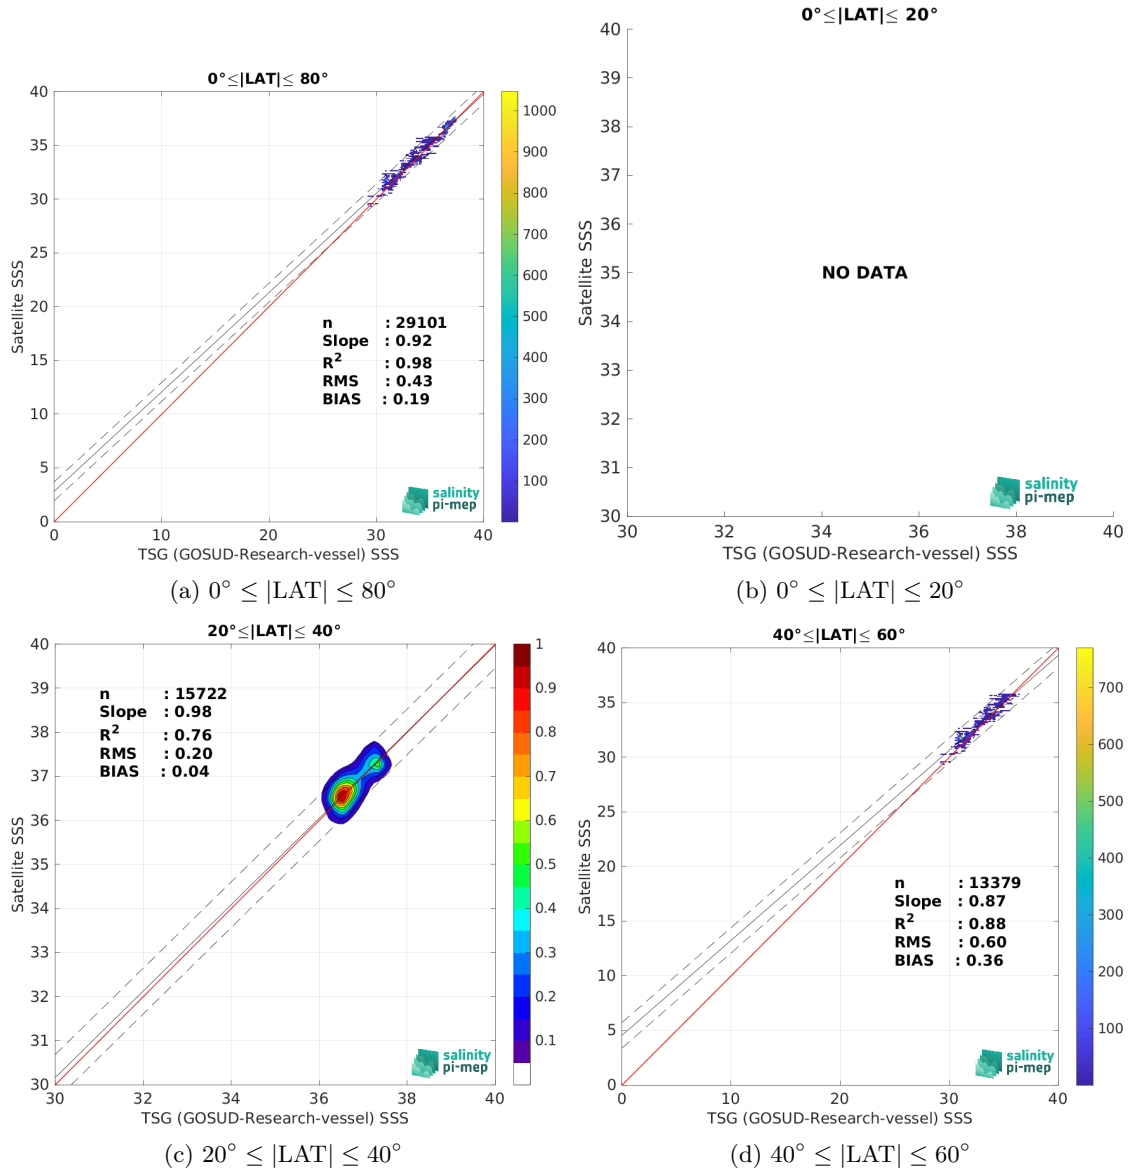 0°≤|LAT|≤ 80°
40
35
30
25
20
15
10
5
0
Satellite SSS
n : 29101
Slope : 0.92
R2 : 0.98
RMS : 0.43
BIAS : 0.19
salinity
pi-mep
0 10 20 30 40
TSG (GOSUD-Research-vessel) SSS
1000
900
800
700
600
500
400
300
200
100
(a) 0° ≤ |LAT| ≤ 80°
0°≤|LAT|≤ 20°
40
39
38
37
36
35
34
33
32
31
30
Satellite SSS
NO DATA
salinity
pi-mep
30 32 34 36 38 40
TSG (GOSUD-Research-vessel) SSS
(b) 0° ≤ |LAT| ≤ 20°
20°≤|LAT|≤ 40°
40
39
38
37
36
35
34
33
32
31
30
Satellite SSS
n : 15722
Slope : 0.98
R2 : 0.76
RMS : 0.20
BIAS : 0.04
salinity
pi-mep
30 32 34 36 38 40
TSG (GOSUD-Research-vessel) SSS
1
0.9
0.8
0.7
0.6
0.5
0.4
0.3
0.2
0.1
(c) 20° ≤ |LAT| ≤ 40°
40°≤|LAT|≤ 60°
40
35
30
25
20
15
10
5
0
Satellite SSS
n : 13379
Slope : 0.87
R2 : 0.88
RMS : 0.60
BIAS : 0.36
salinity
pi-mep
0 10 20 30 40
TSG (GOSUD-Research-vessel) SSS
700
600
500
400
300
200
100
(d) 40° ≤ |LAT| ≤ 60°